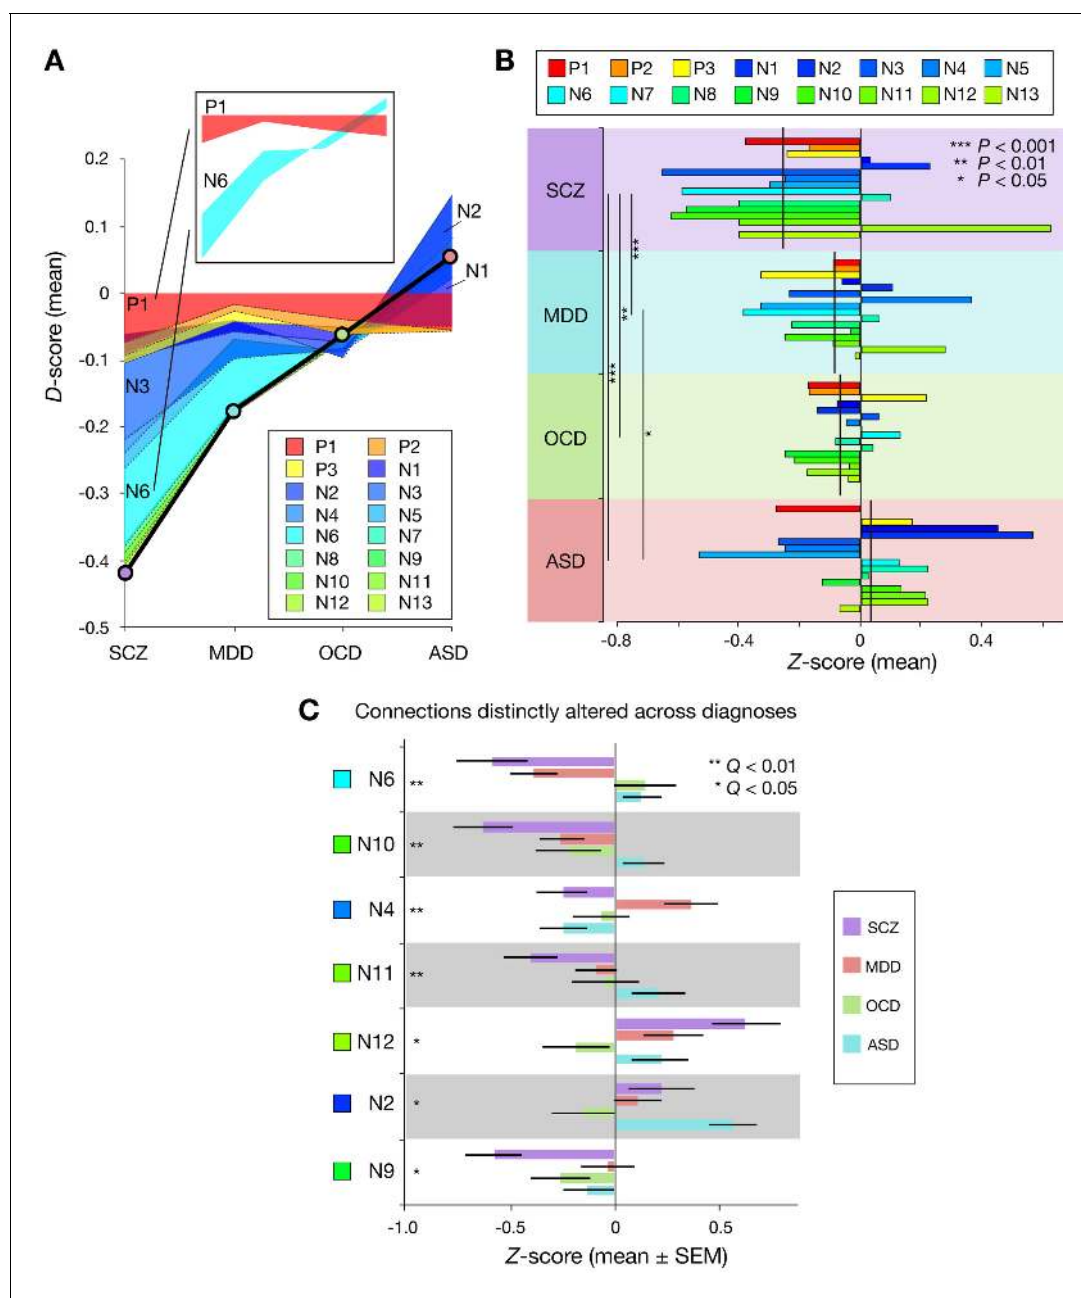 A
P1
N6
0.2
0.1
0
-0.1
-0.2
-0.3
-0.4
-0.5
D-score (mean)
P1
N3
N6
N2
N1
P1 P2
P3 N1
N2 N3
N4 N5
N6 N7
N8 N9
N10 N11
N12 N13
SCZ MDD OCD ASD
B
P1 P2 P3 N1 N2 N3 N4 N5
N6 N7 N8 N9 N10 N11 N12 N13
*** P < 0.001
** P < 0.01
* P < 0.05
SCZ
MDD
OCD
ASD
***
**
***
*
-0.8 -0.4 0 0.4
Z-score (mean)
C Connections distinctly altered across diagnoses
** Q < 0.01
* Q < 0.05
N6 **
N10 **
N4 **
N11 **
N12 *
N2 *
N9 *
SCZ
MDD
OCD
ASD
-1.0 -0.5 0 0.5
Z-score (mean ± SEM)